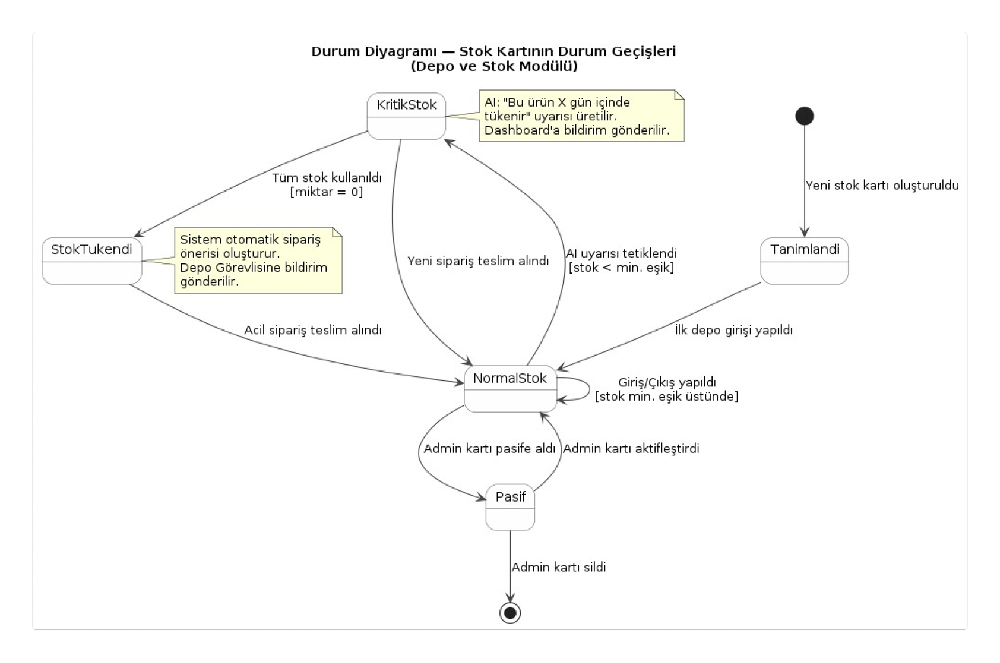 Durum Diyagramı — Stok Kartının Durum Geçişleri
(Depo ve Stok Modülü)
KritikStok
AI: "Bu ürün X gün içinde
tükenir" uyarısı üretilir.
Dashboard'a bildirim gönderilir.
Tüm stok kullanıldı
[miktar = 0]
Yeni stok kartı oluşturuldu
StokTukendi
Sistem otomatik sipariş
önerisi oluşturur.
Depo Görevlisine bildirim
gönderilir.
Yeni sipariş teslim alındı
AI uyarısı tetiklendi
[stok < min. eşik]
Tanimlandi
Acil sipariş teslim alındı
İlk depo girişi yapıldı
NormalStok
Giriş/Çıkış yapıldı
[stok min. eşik üstünde]
Admin kartı pasife aldı
Admin kartı aktifleştirdi
Pasif
Admin kartı sildi